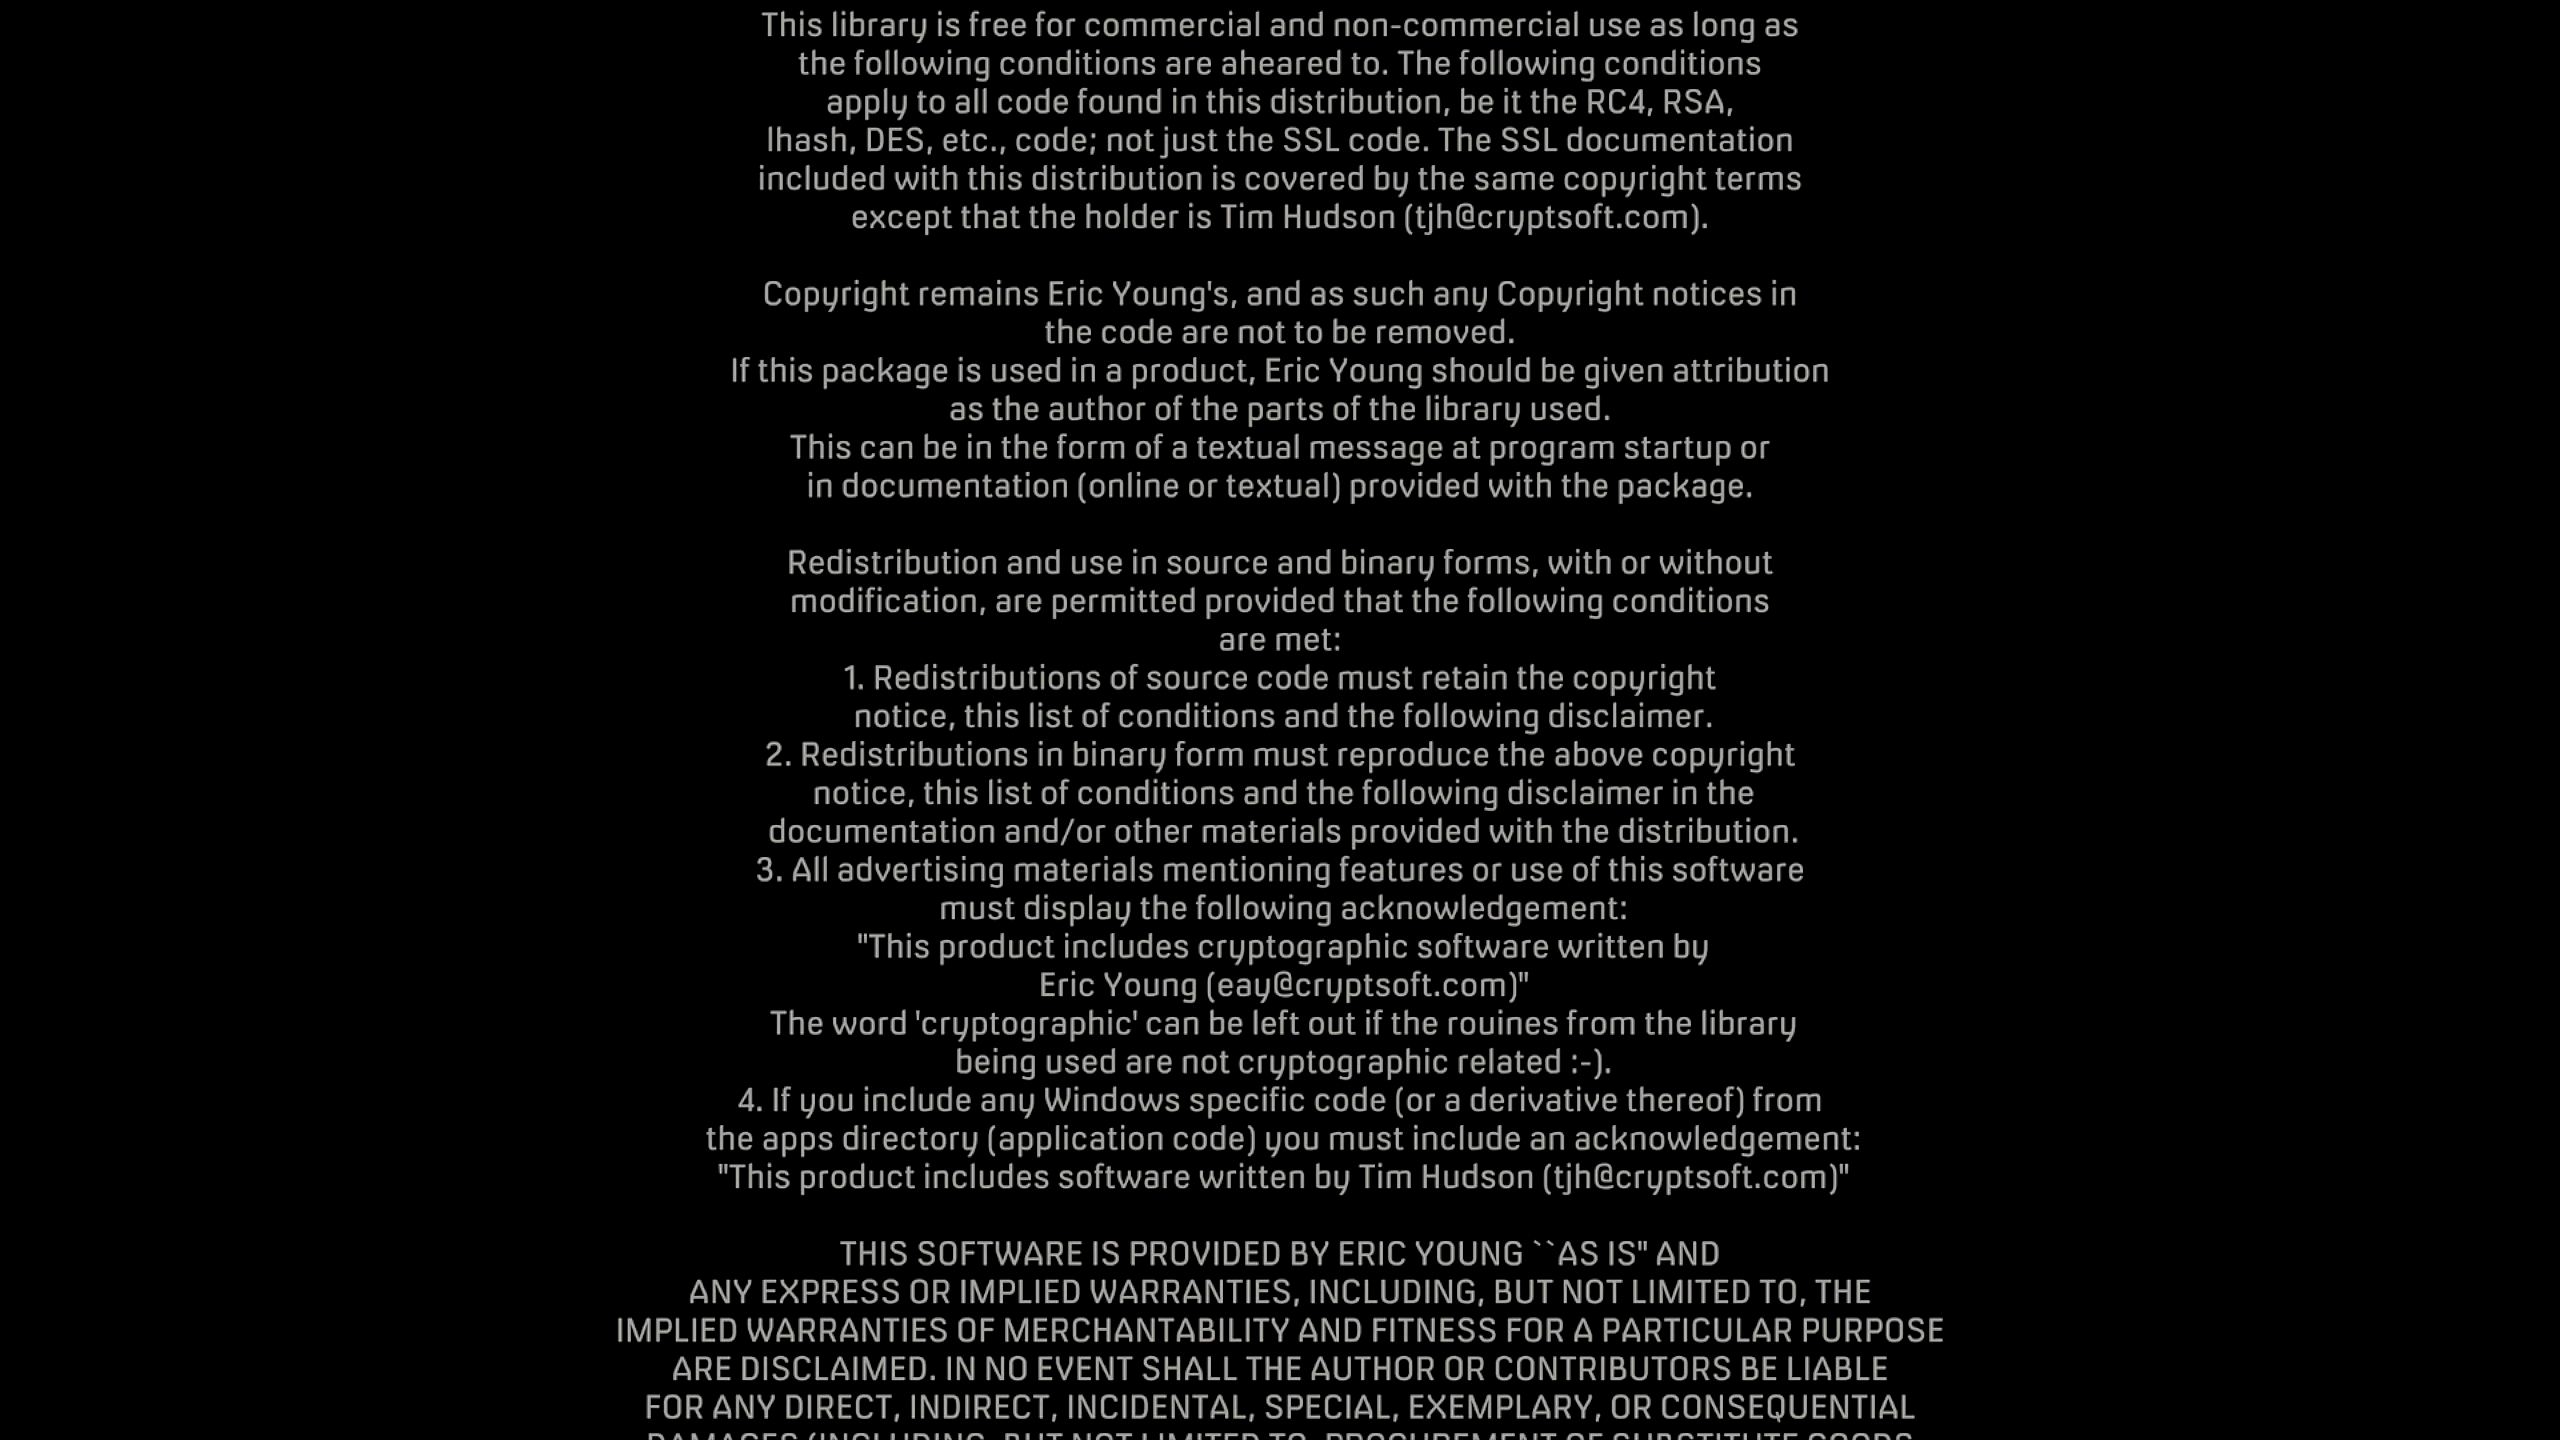 This library is free for commercial and non-commercial use as long as
the following conditions are aheared to. The following conditions
apply to all code found in this distribution, be it the RC4, RSA,
lhash, DES, etc., code; not just the SSL code. The SSL documentation
included with this distribution is covered by the same copyright terms
except that the holder is Tim Hudson (tjh@cryptsoft.com).
Copyright remains Eric Young's, and as such any Copyright notices in
the code are not to be removed.
If this package is used in a product, Eric Young should be given attribution
as the author of the parts of the library used.
This can be in the form of a textual message at program startup or
in documentation (online or textual) provided with the package.
Redistribution and use in source and binary forms, with or without
modification, are permitted provided that the following conditions
are met:
1. Redistributions of source code must retain the copyright
notice, this list of conditions and the following disclaimer.
2. Redistributions in binary form must reproduce the above copyright
notice, this list of conditions and the following disclaimer in the
documentation and/or other materials provided with the distribution.
3. All advertising materials mentioning features or use of this software
must display the following acknowledgement:
"This product includes cryptographic software written by
Eric Young (eay@cryptsoft.com)"
The word 'cryptographic' can be left out if the rouines from the library
being used are not cryptographic related :-).
4. If you include any Windows specific code (or a derivative thereof) from
the apps directory (application code) you must include an acknowledgement:
"This product includes software written by Tim Hudson (tjh@cryptsoft.com)"
THIS SOFTWARE IS PROVIDED BY ERIC YOUNG ``AS IS" AND
ANY EXPRESS OR IMPLIED WARRANTIES, INCLUDING, BUT NOT LIMITED TO, THE
IMPLIED WARRANTIES OF MERCHANTABILITY AND FITNESS FOR A PARTICULAR PURPOSE
ARE DISCLAIMED. IN NO EVENT SHALL THE AUTHOR OR CONTRIBUTORS BE LIABLE
FOR ANY DIRECT, INDIRECT, INCIDENTAL, SPECIAL, EXEMPLARY, OR CONSEQUENTIAL